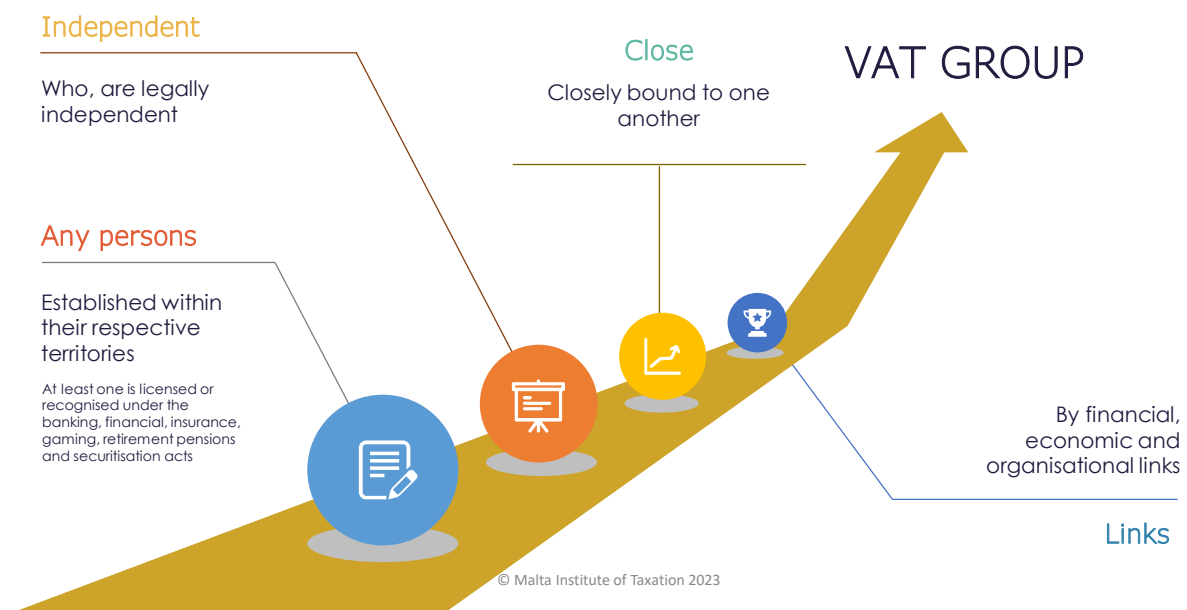 Independent
Who, are legally
independent
Close
Closely bound to one
another
VAT GROUP
Any persons
Established within
their respective
territories
At least one is licensed or
recognised under the
banking, financial, insurance,
gaming, retirement pensions
and securitisation acts
By financial,
economic and
organisational links
Links
© Malta Institute of Taxation 2023